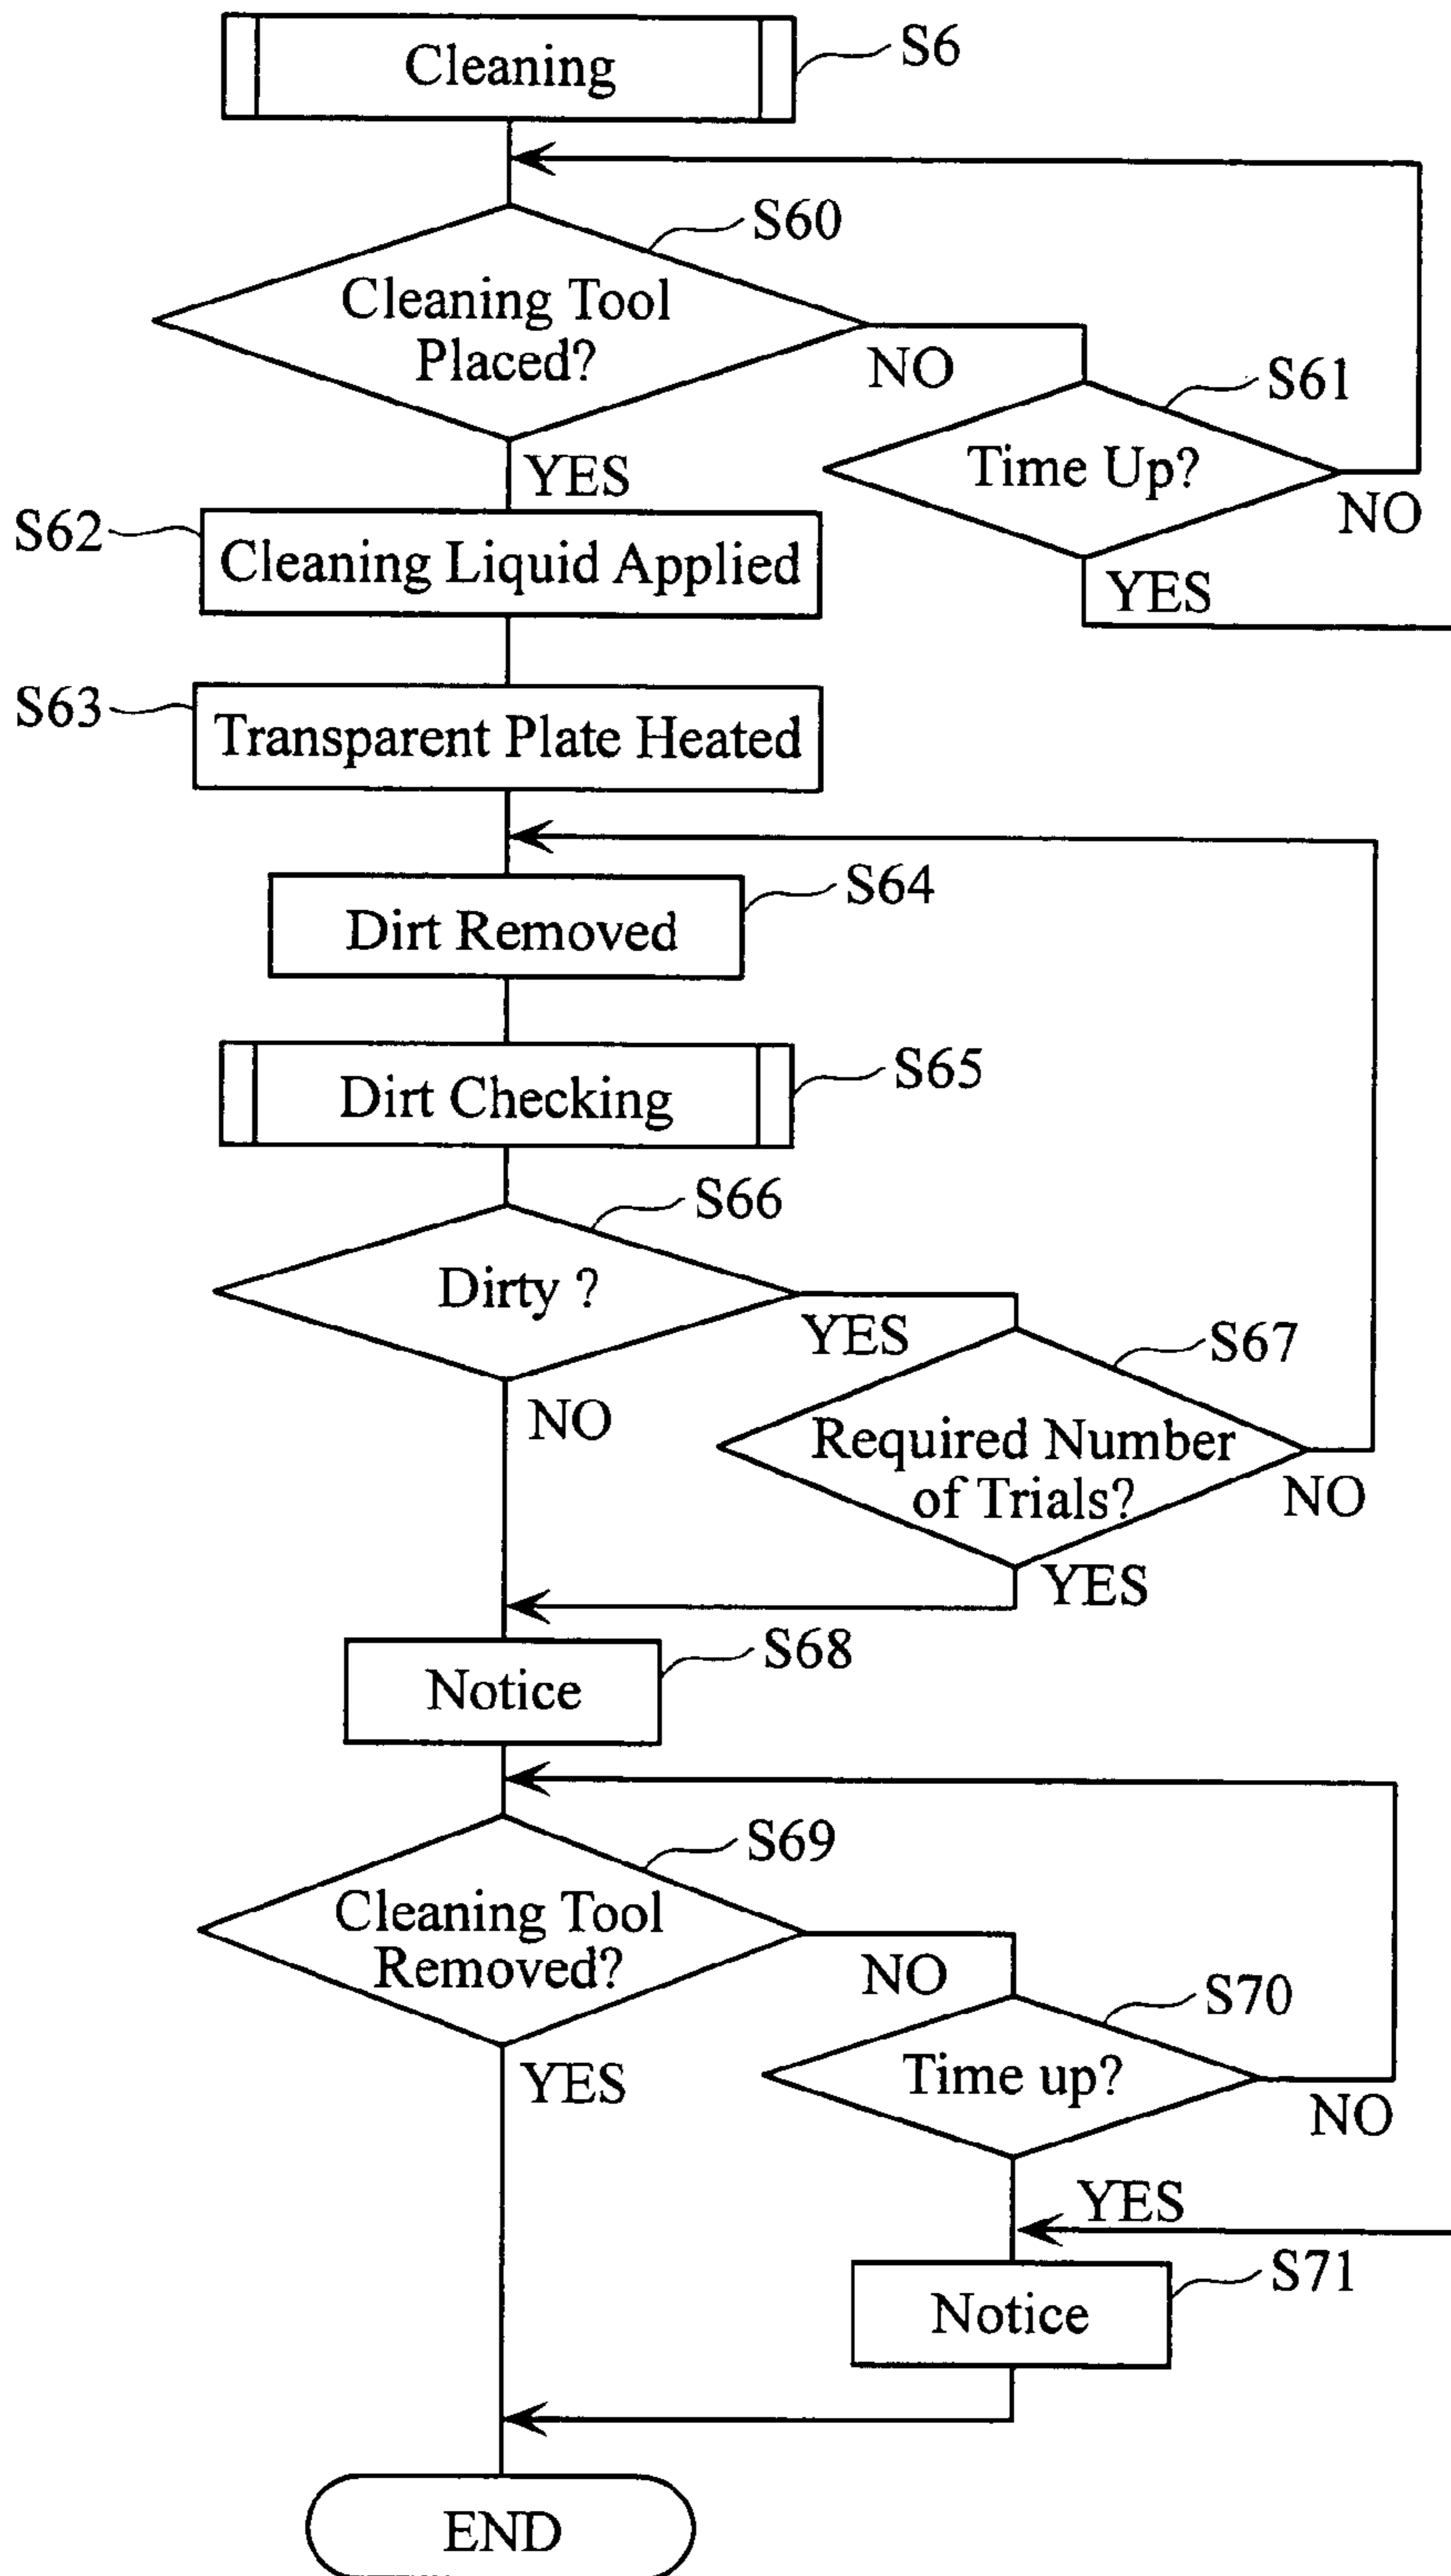 Cleaning
S6
S60
Cleaning Tool
Placed?
NO
S61
Time Up?
NO
YES
YES
S62
Cleaning Liquid Applied
S63
Transparent Plate Heated
S64
Dirt Removed
S65
Dirt Checking
S66
Dirty ?
YES
S67
NO
Required Number
of Trials?
NO
YES
S68
Notice
S69
Cleaning Tool
Removed?
NO
S70
Time up?
YES
NO
YES
S71
Notice
END